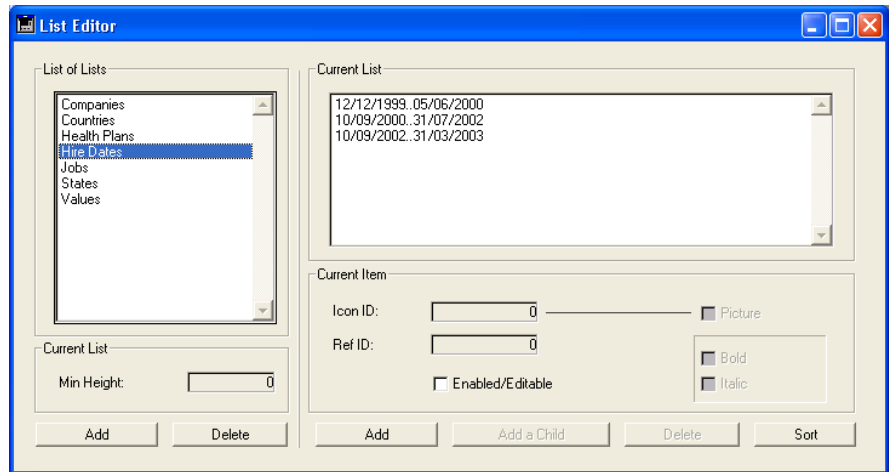 List Editor
List of Lists
Companies
Countries
Health Plans
Hire Dates
Jobs
States
Values
Current List
Min Height: 0
Add Delete
Current List
12/12/1999..05/06/2000
10/09/2000..31/07/2002
10/09/2002..31/03/2003
Current Item
Icon ID: 0 Picture
Ref ID: 0
Bold
Enabled/Editable Italic
Add Add a Child Delete Sort